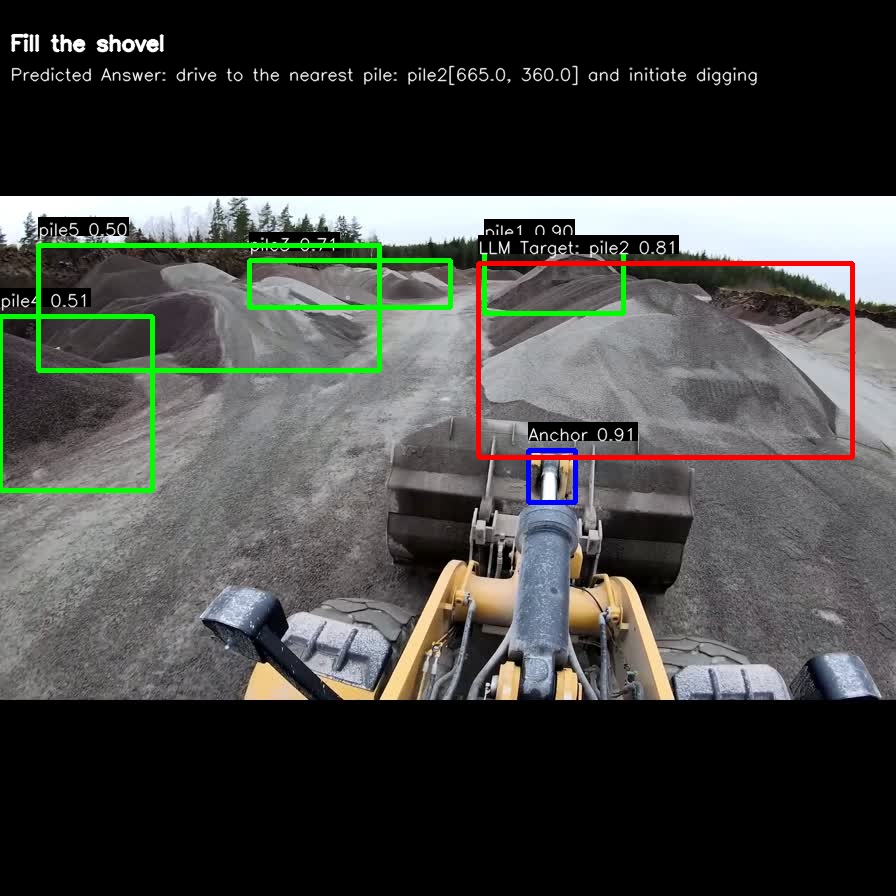 Fill the shovel
Predicted Answer: drive to the nearest pile: pile2[665.0, 360.0] and initiate digging
pile5 0.50
pile3 0.71
pile1 0.90
LLM Target: pile2 0.81
pile4 0.51
Anchor 0.91